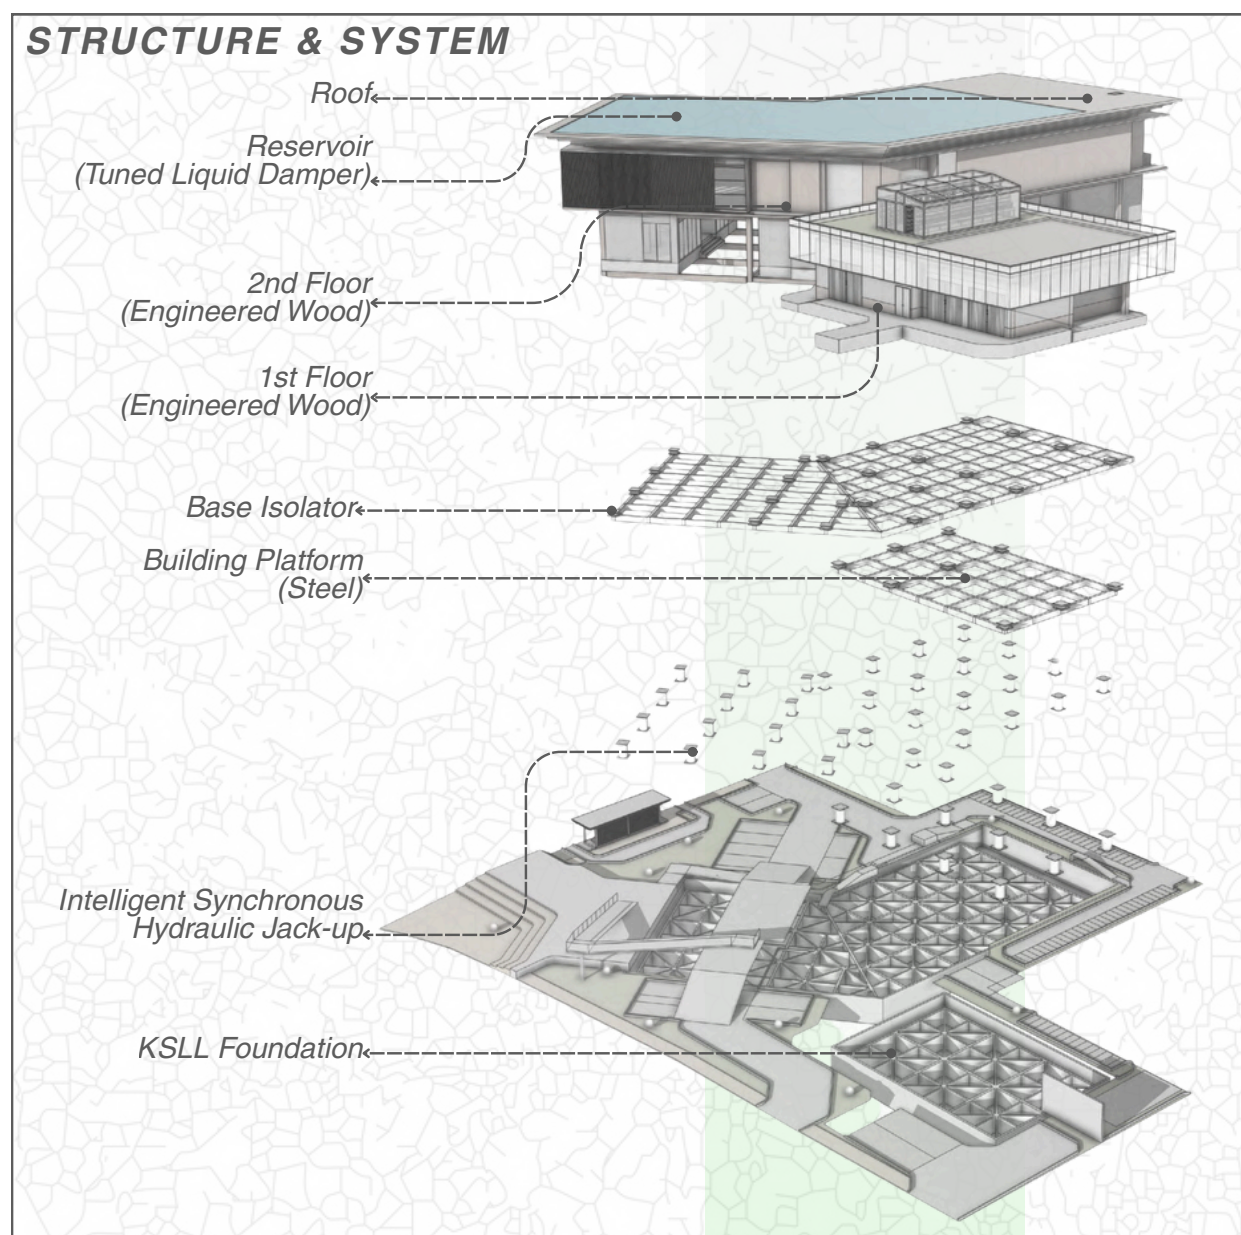 STRUCTURE & SYSTEM
Roof
Reservoir
(Tuned Liquid Damper)
2nd Floor
(Engineered Wood)
1st Floor
(Engineered Wood)
Base Isolator
Building Platform
(Steel)
Intelligent Synchronous
Hydraulic Jack-up
KSLL Foundation